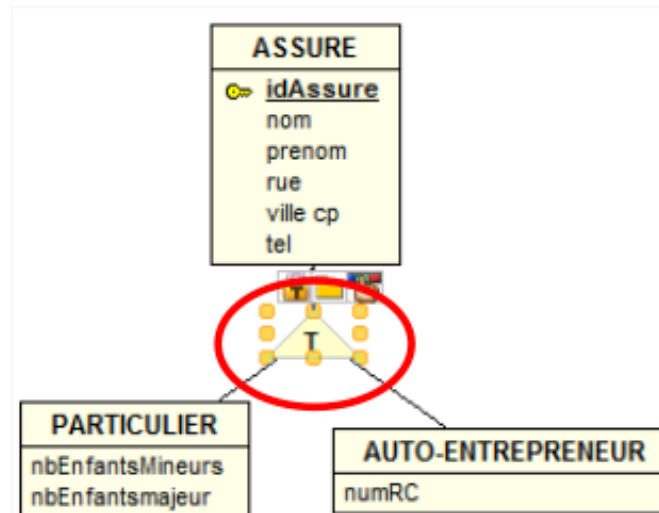 ASSURE
idAssure
nom
prenom
rue
ville cp
tel
T
T
PARTICULIER
nbEnfantsMineurs
nbEnfantsmajeur
AUTO-ENTREPRENEUR
numRC